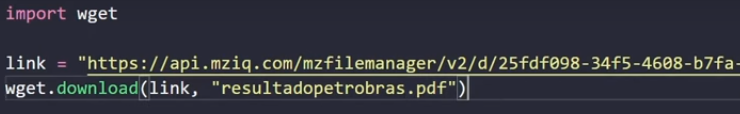 import wget
link = "https://api.mziq.com/mzfilemanager/v2/d/25fdf098-34f5-4608-b7fa-
wget.download(link, "resultadopetrobras.pdf")